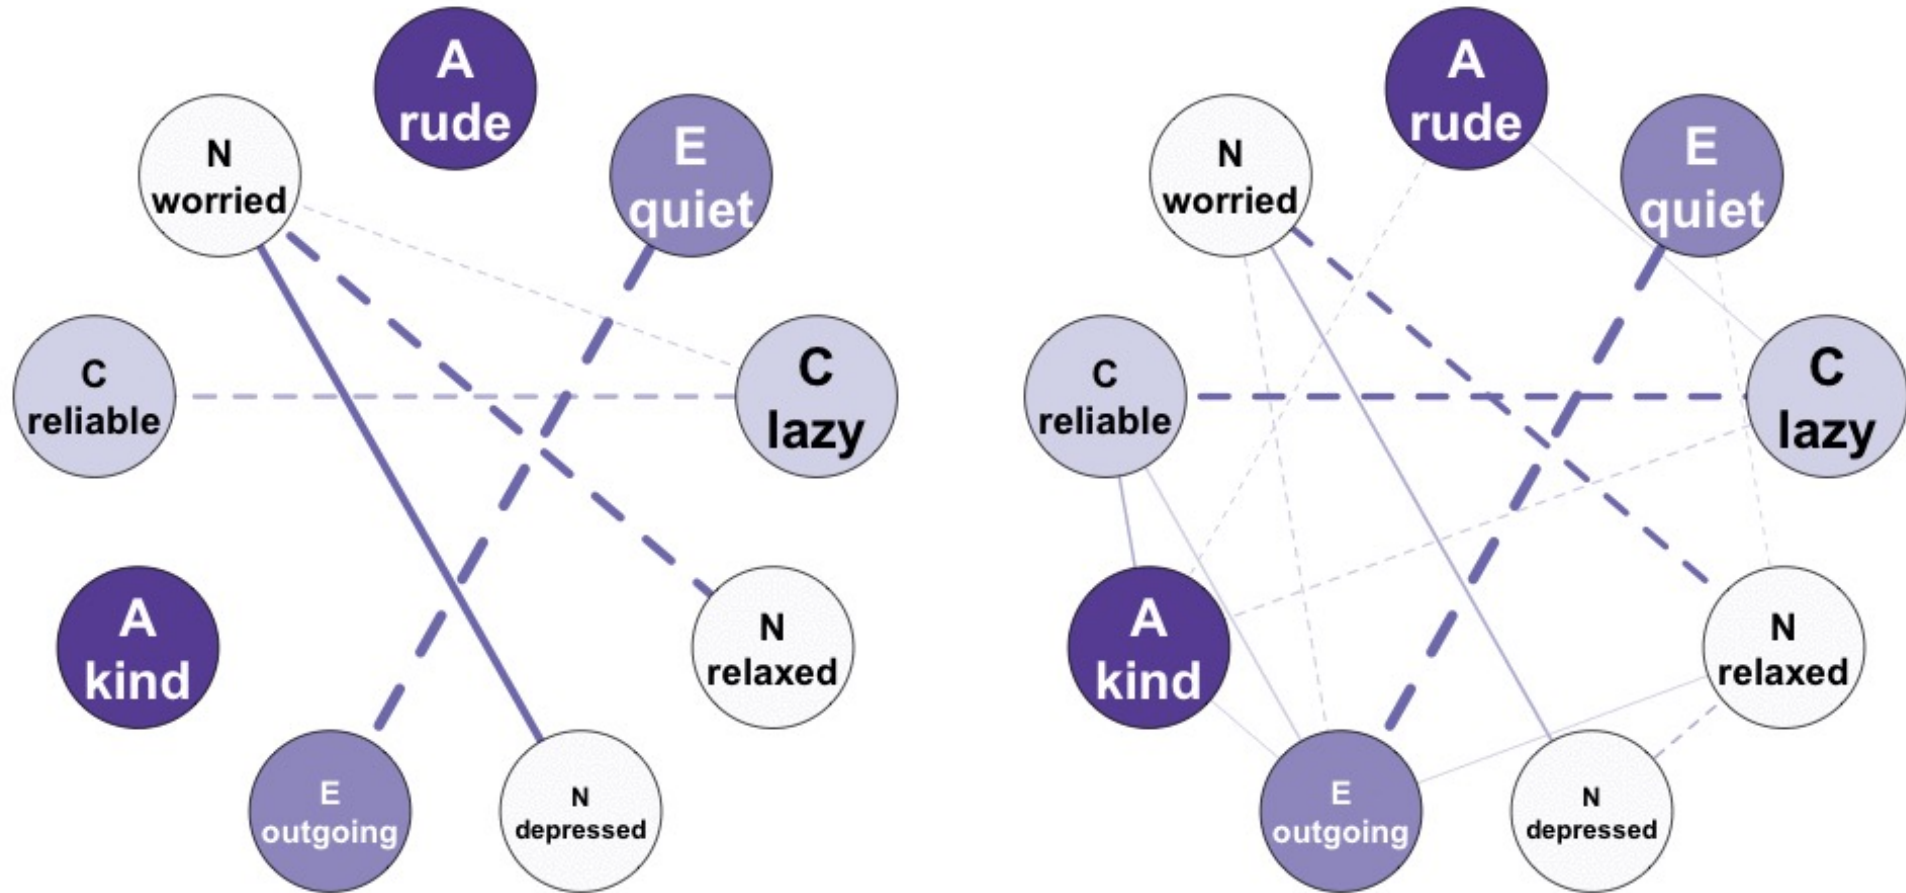 A
rude
N
worried
E
quiet
C
reliable
C
lazy
A
kind
N
relaxed
E
outgoing
N
depressed
A
rude
N
worried
E
quiet
C
reliable
C
lazy
A
kind
N
relaxed
E
outgoing
N
depressed